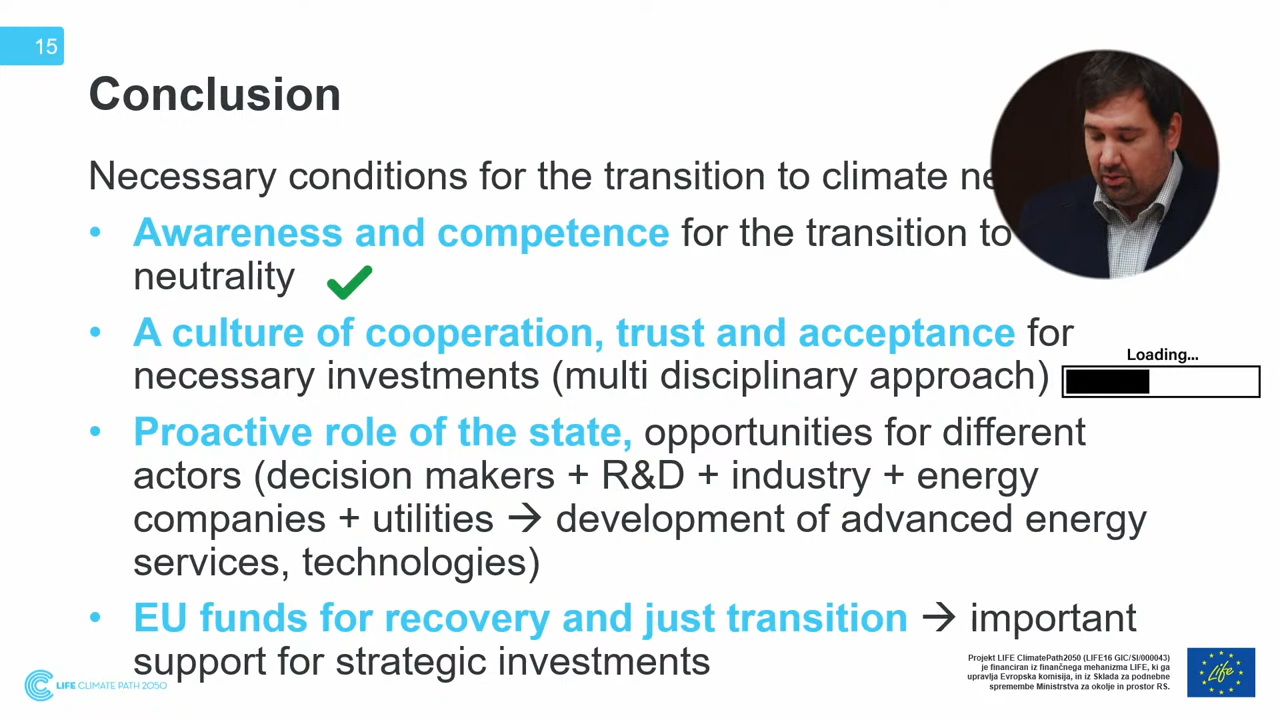 15
Conclusion
Necessary conditions for the transition to climate
• Awareness and competence for the transition to
neutrality
• A culture of cooperation, trust and acceptance for
necessary investments (multi disciplinary approach)
Loading...
• Proactive role of the state, opportunities for different
actors (decision makers + R&D + industry + energy
companies + utilities → development of advanced energy
services, technologies)
• EU funds for recovery and just transition → important
support for strategic investments
LIFE CLIMATE PATH 2050
Projekt LIFE ClimatePath2050 (LIFE16 GIC/SI/000043)
je financiran iz finančnega mehanizma LIFE, ki ga
upravlja Evropska komisija, in iz Sklada za podnebne
spremembe Ministrstva za okolje in prostor RS.
Life